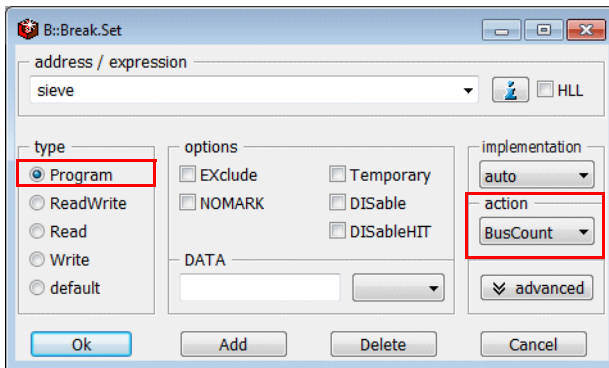 B::Break.Set
address / expression
sieve
HLL
type
options
implementation
Program
EXclude
Temporary
auto
ReadWrite
NOMARK
DISable
action
Read
DISableHIT
BusCount
Write
DATA
default
advanced
Ok
Add
Delete
Cancel